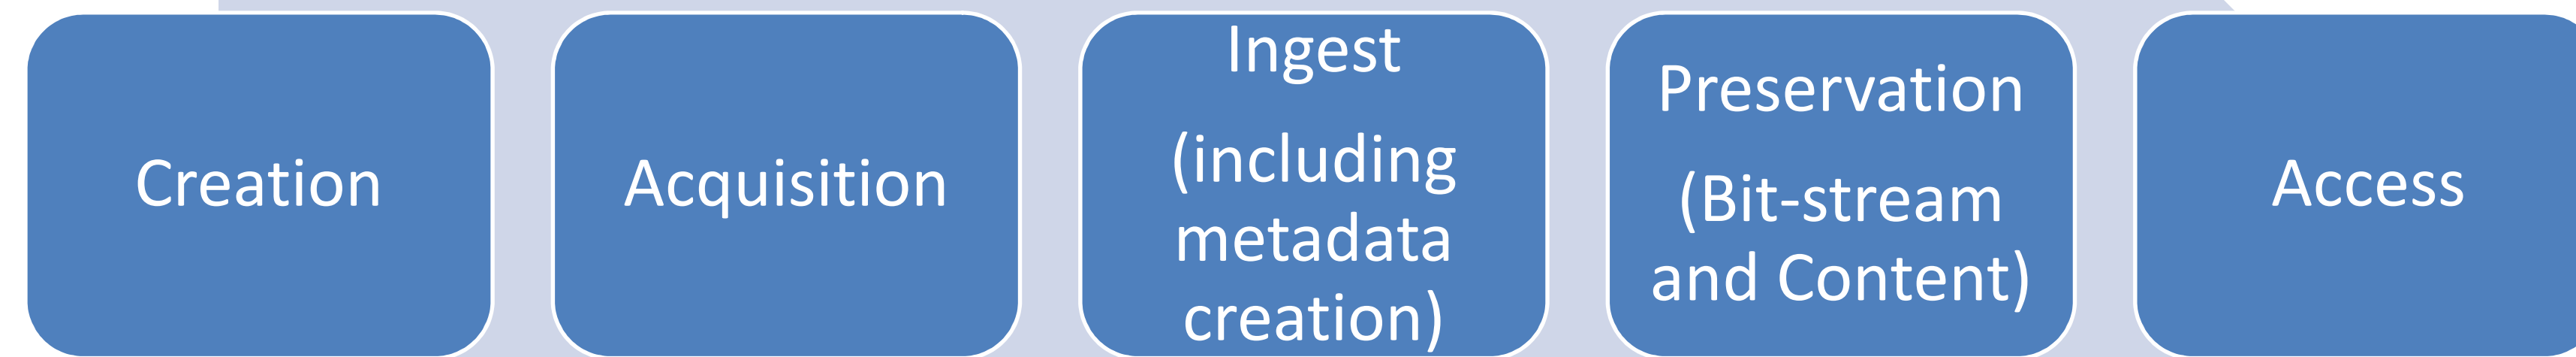 Creation
Acquisition
Ingest
(including
metadata
creation)
Preservation
(Bit-stream
and Content)
Access